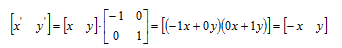 [x' y'] = [x y]·[-1 0; 0 1] = [(-1x+0y)(0x+1y)] = [-x y]